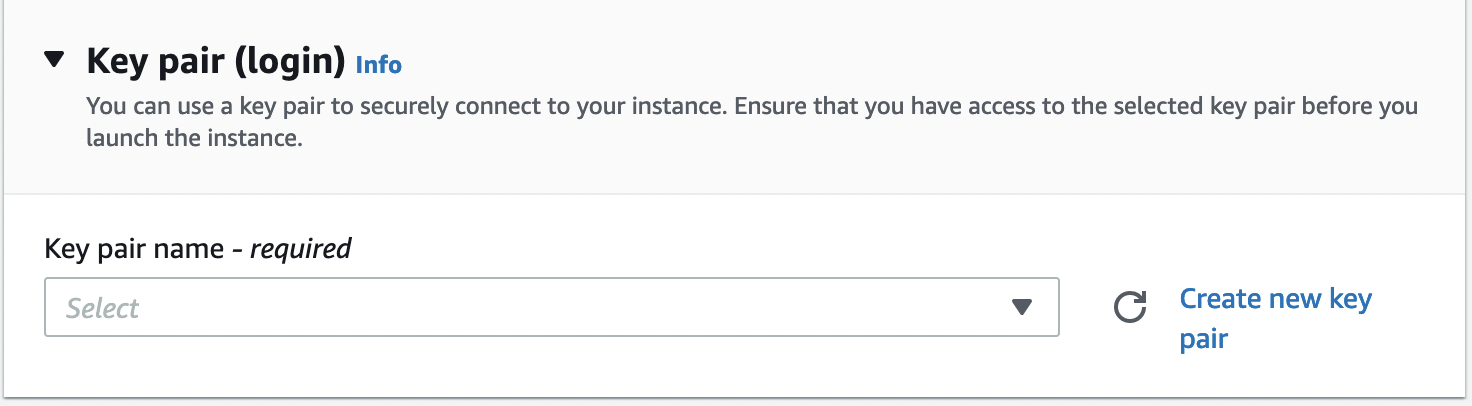 Key pair (login) Info
You can use a key pair to securely connect to your instance. Ensure that you have access to the selected key pair before you
launch the instance.
Key pair name - required
Select
Create new key
pair